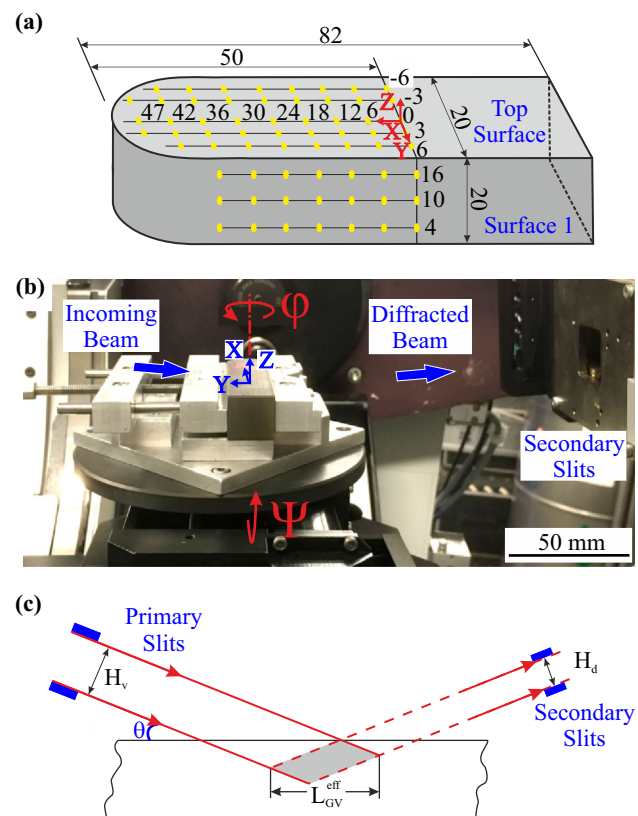 (a)
82
50
-6
Z -3
47 42 36 30 24 18 12 6 0
X 3
Y 6
20
Top
Surface
16
10
4
20
Surface 1
(b)
Incoming
Beam
φ
Diffracted
Beam
X
Z
Y
Secondary
Slits
Ψ
50 mm
(c)
Primary
Slits
H_v
H_d
Secondary
Slits
θ
L_GV^eff